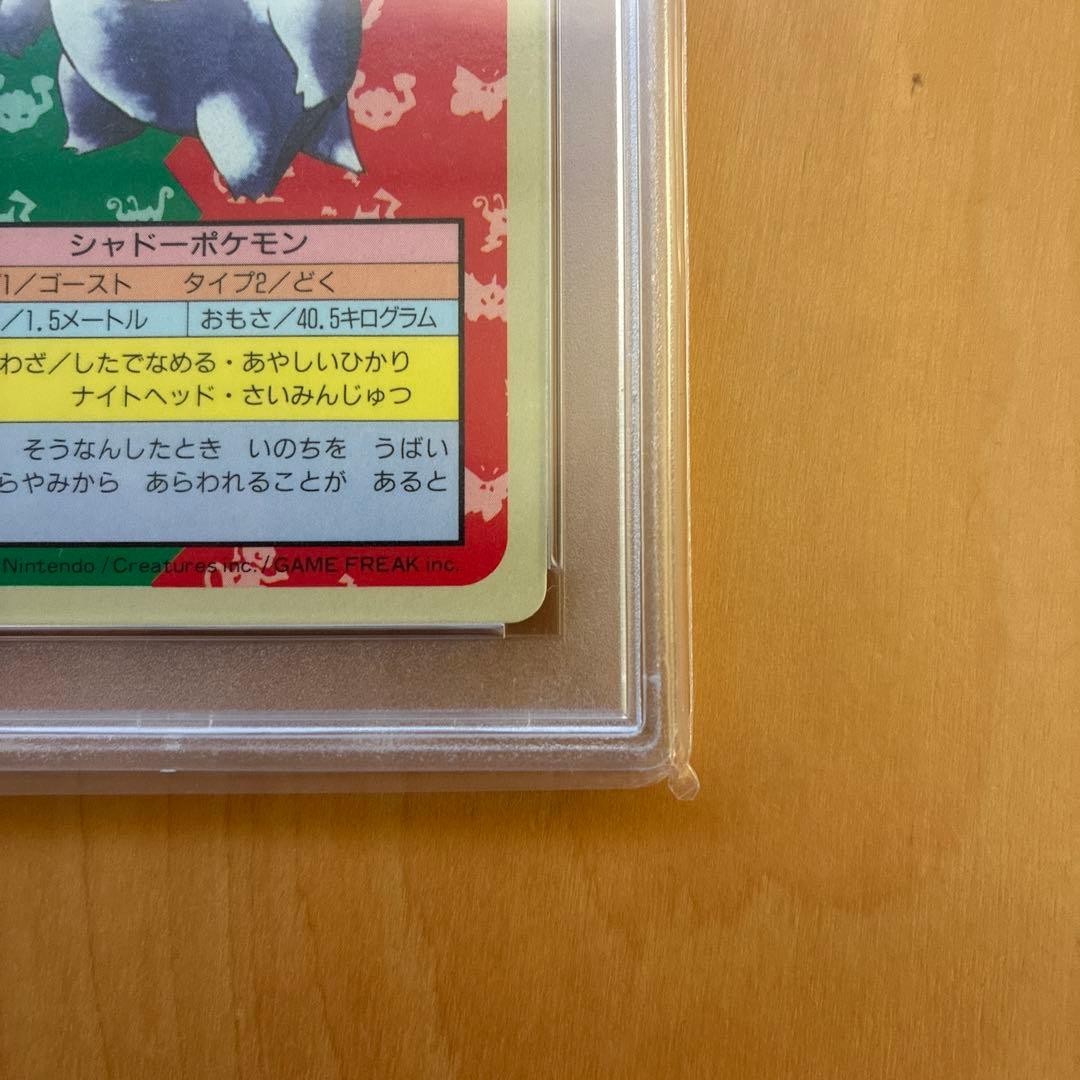 シャドーポケモン
1/ゴースト タイプ2/どく
/1.5メートル おもさ/40.5キログラム
わざ/したでなめる・あやしいひかり
ナイトヘッド・さいみんじゅつ
そうなんしたとき いのちを うばい
らやみから あらわれることが あると
Nintendo/Creatures inc./GAME FREAK inc.